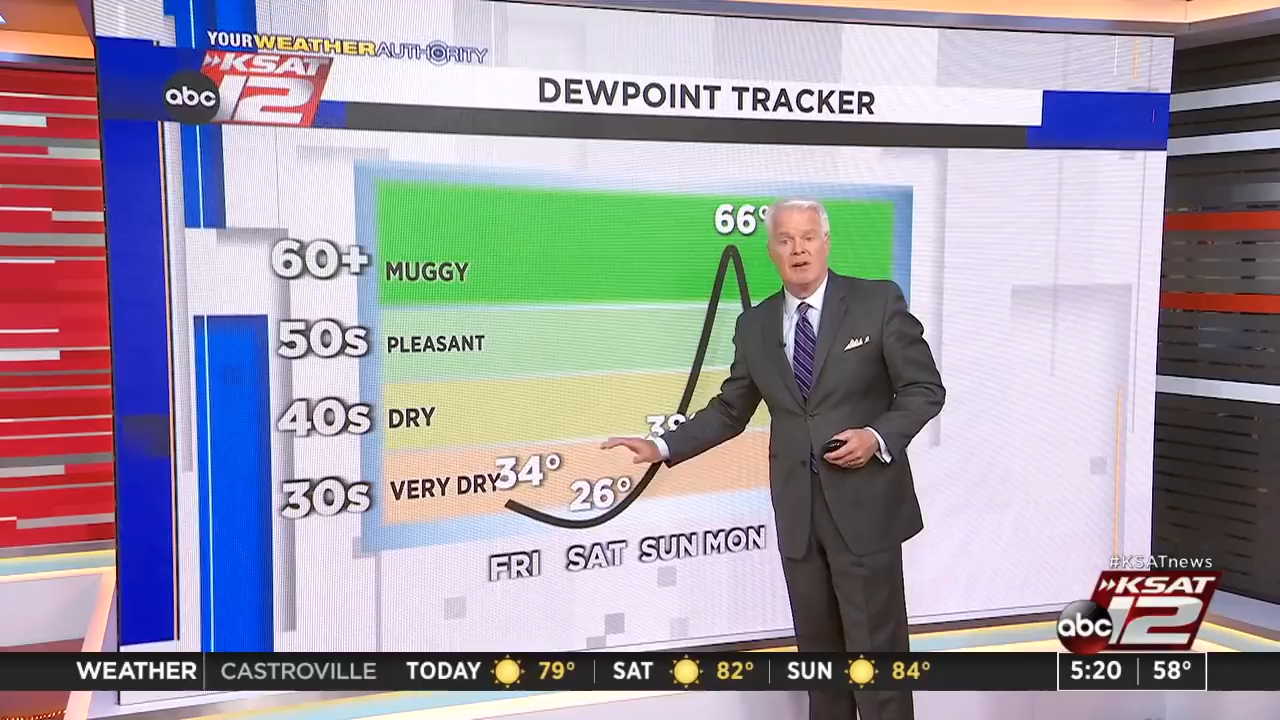 YOUR WEATHER AUTHORITY
KSAT
abc 12
DEWPOINT TRACKER
66°
60+ MUGGY
50s PLEASANT
40s DRY
30s VERY DRY
34°
26°
FRI SAT SUN MON
#KSATnews
KSAT
abc 12
WEATHER CASTROVILLE TODAY 79° SAT 82° SUN 84° 5:20 58°